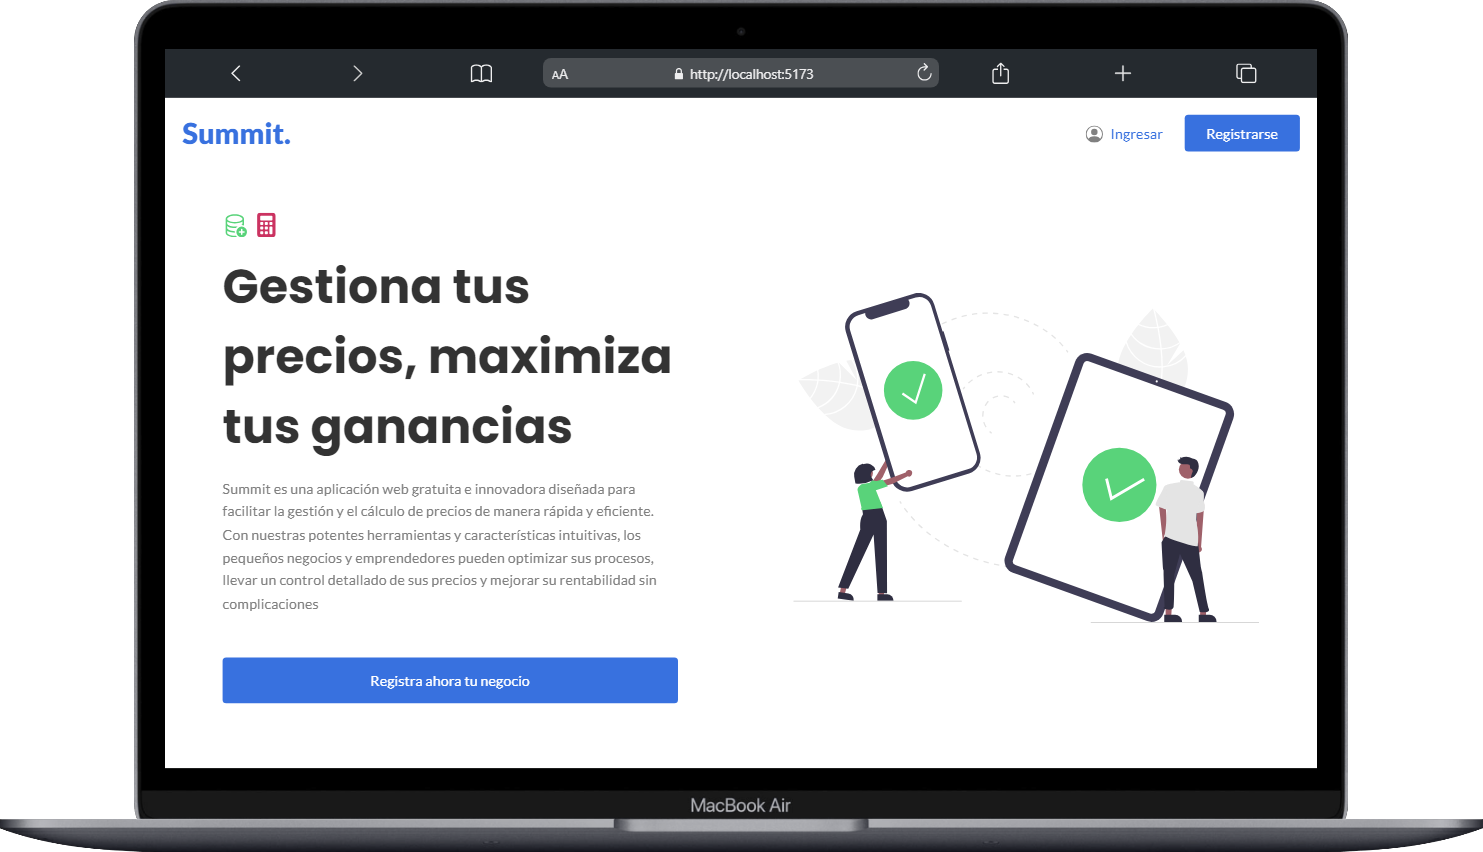 AA http://localhost:5173
Summit.
Ingresar
Registrarse
Gestiona tus
precios, maximiza
tus ganancias
Summit es una aplicación web gratuita e innovadora diseñada para
facilitar la gestión y el cálculo de precios de manera rápida y eficiente.
Con nuestras potentes herramientas y características intuitivas, los
pequeños negocios y emprendedores pueden optimizar sus procesos,
llevar un control detallado de sus precios y mejorar su rentabilidad sin
complicaciones
Registra ahora tu negocio
MacBook Air